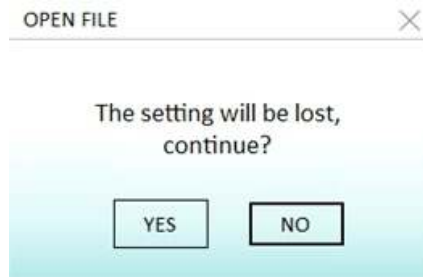 OPEN FILE
The setting will be lost,
continue?
YES NO